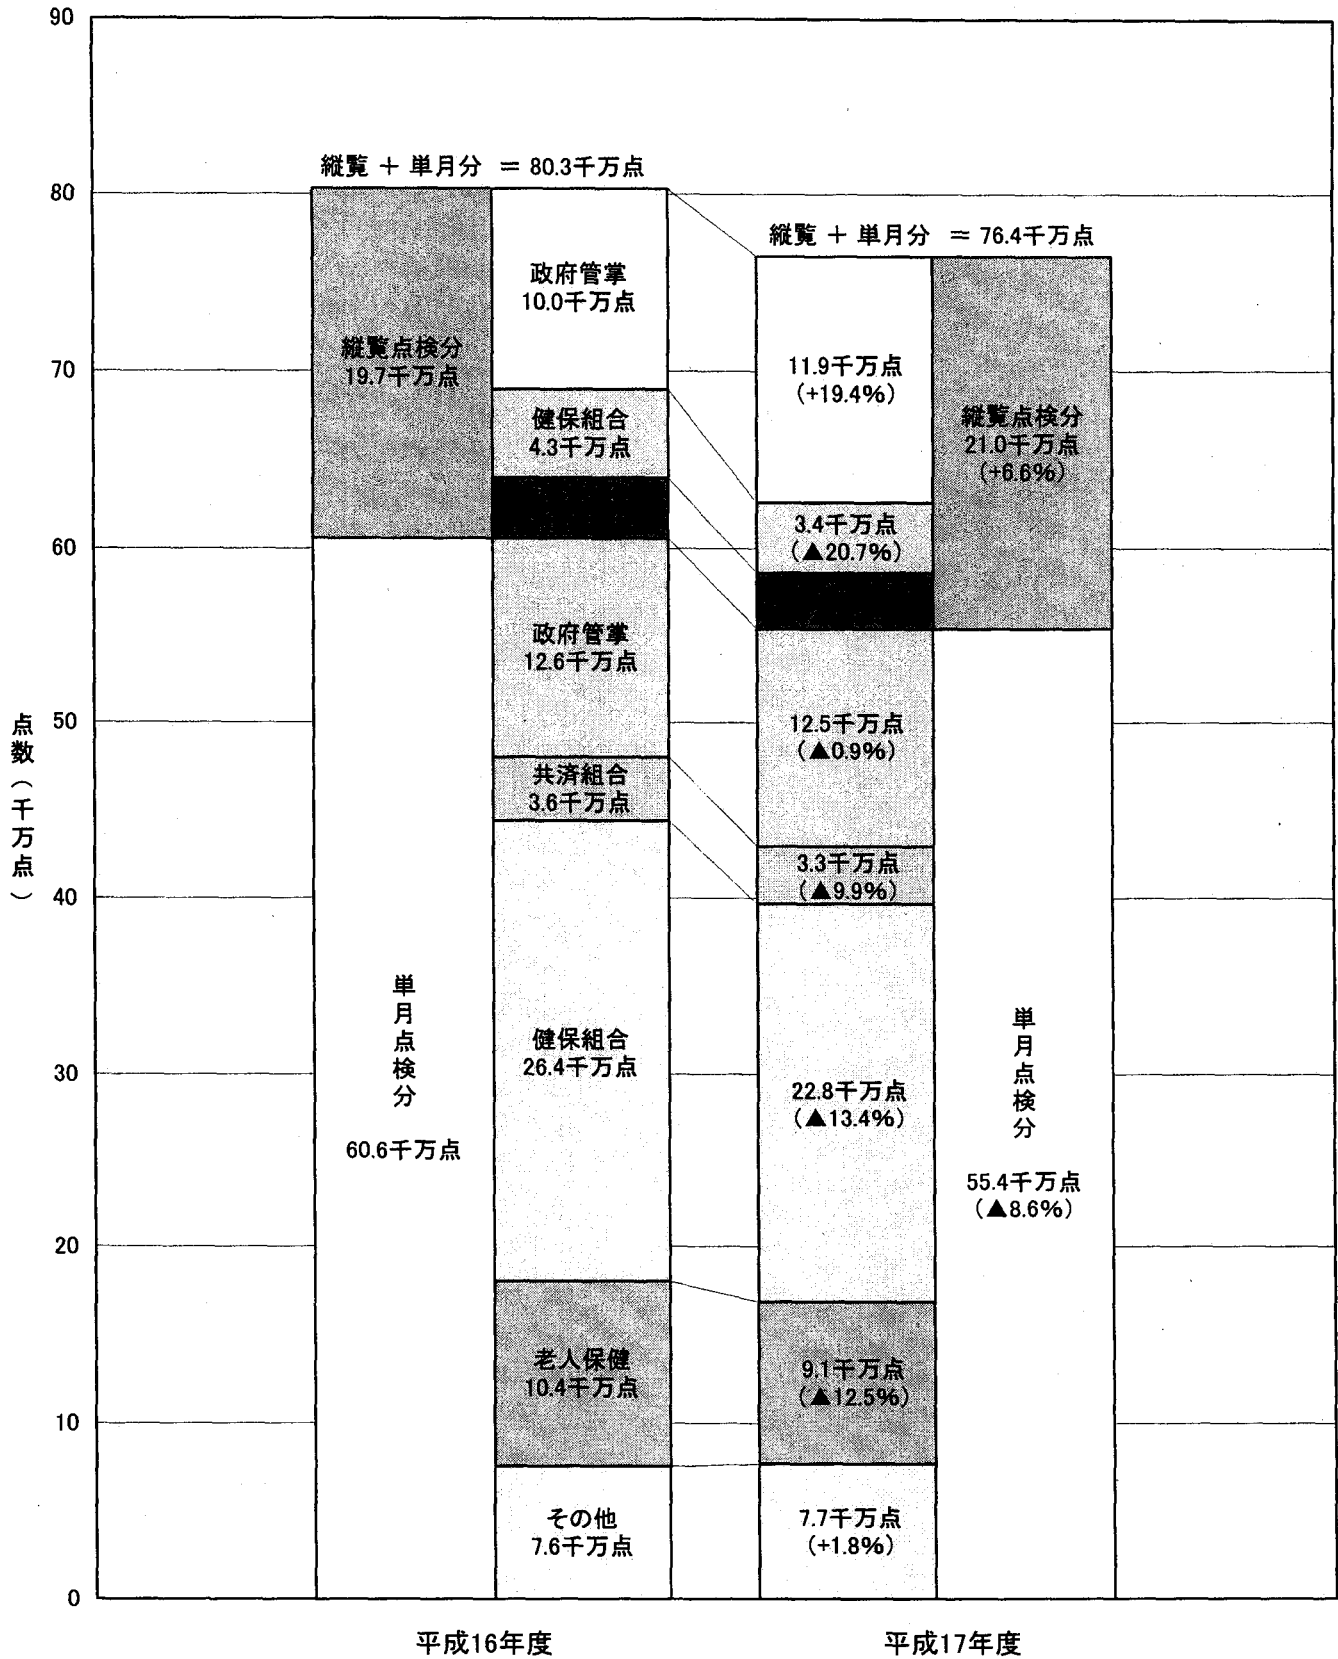 90
80
70
60
50
40
30
20
10
0
点数(千万点)
縦覧 + 単月分 = 80.3千万点
縦覧点検分
19.7千万点
単月点検分
60.6千万点
政府管掌
10.0千万点
健保組合
4.3千万点
政府管掌
12.6千万点
共済組合
3.6千万点
健保組合
26.4千万点
老人保健
10.4千万点
その他
7.6千万点
縦覧 + 単月分 = 76.4千万点
11.9千万点
(+19.4%)
3.4千万点
(▲20.7%)
12.5千万点
(▲0.9%)
3.3千万点
(▲9.9%)
22.8千万点
(▲13.4%)
9.1千万点
(▲12.5%)
7.7千万点
(+1.8%)
縦覧点検分
21.0千万点
(+6.6%)
単月点検分
55.4千万点
(▲8.6%)
平成16年度
平成17年度